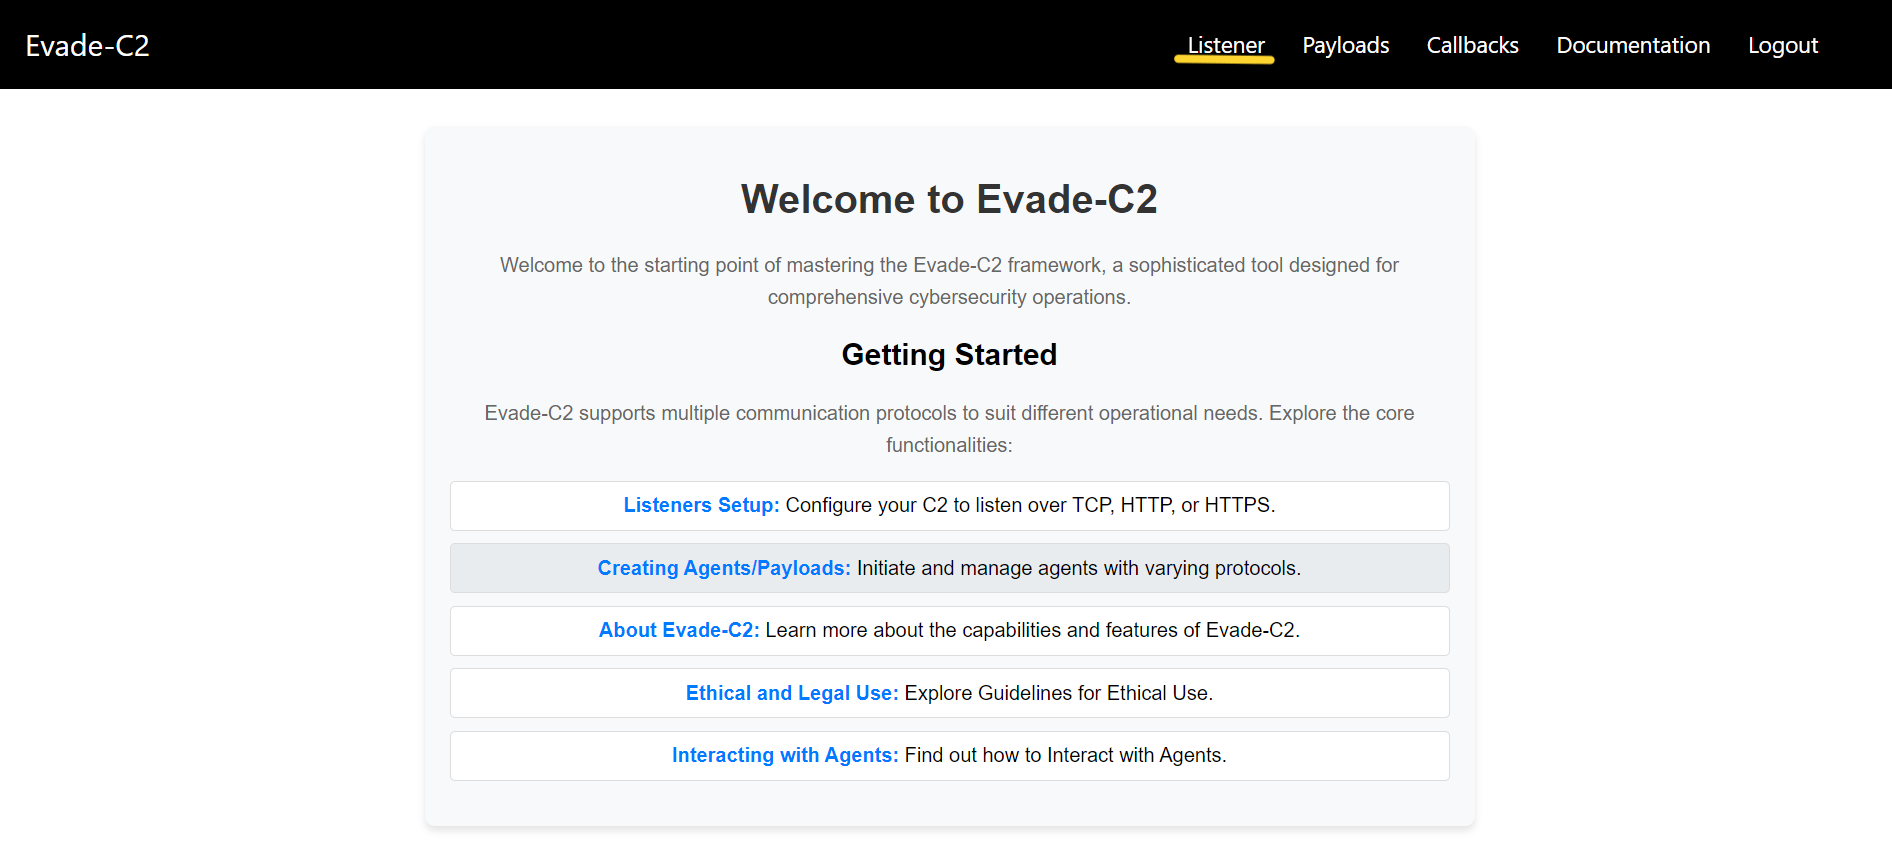 Evade-C2
Listener Payloads Callbacks Documentation Logout
Welcome to Evade-C2
Welcome to the starting point of mastering the Evade-C2 framework, a sophisticated tool designed for
comprehensive cybersecurity operations.
Getting Started
Evade-C2 supports multiple communication protocols to suit different operational needs. Explore the core
functionalities:
Listeners Setup: Configure your C2 to listen over TCP, HTTP, or HTTPS.
Creating Agents/Payloads: Initiate and manage agents with varying protocols.
About Evade-C2: Learn more about the capabilities and features of Evade-C2.
Ethical and Legal Use: Explore Guidelines for Ethical Use.
Interacting with Agents: Find out how to Interact with Agents.